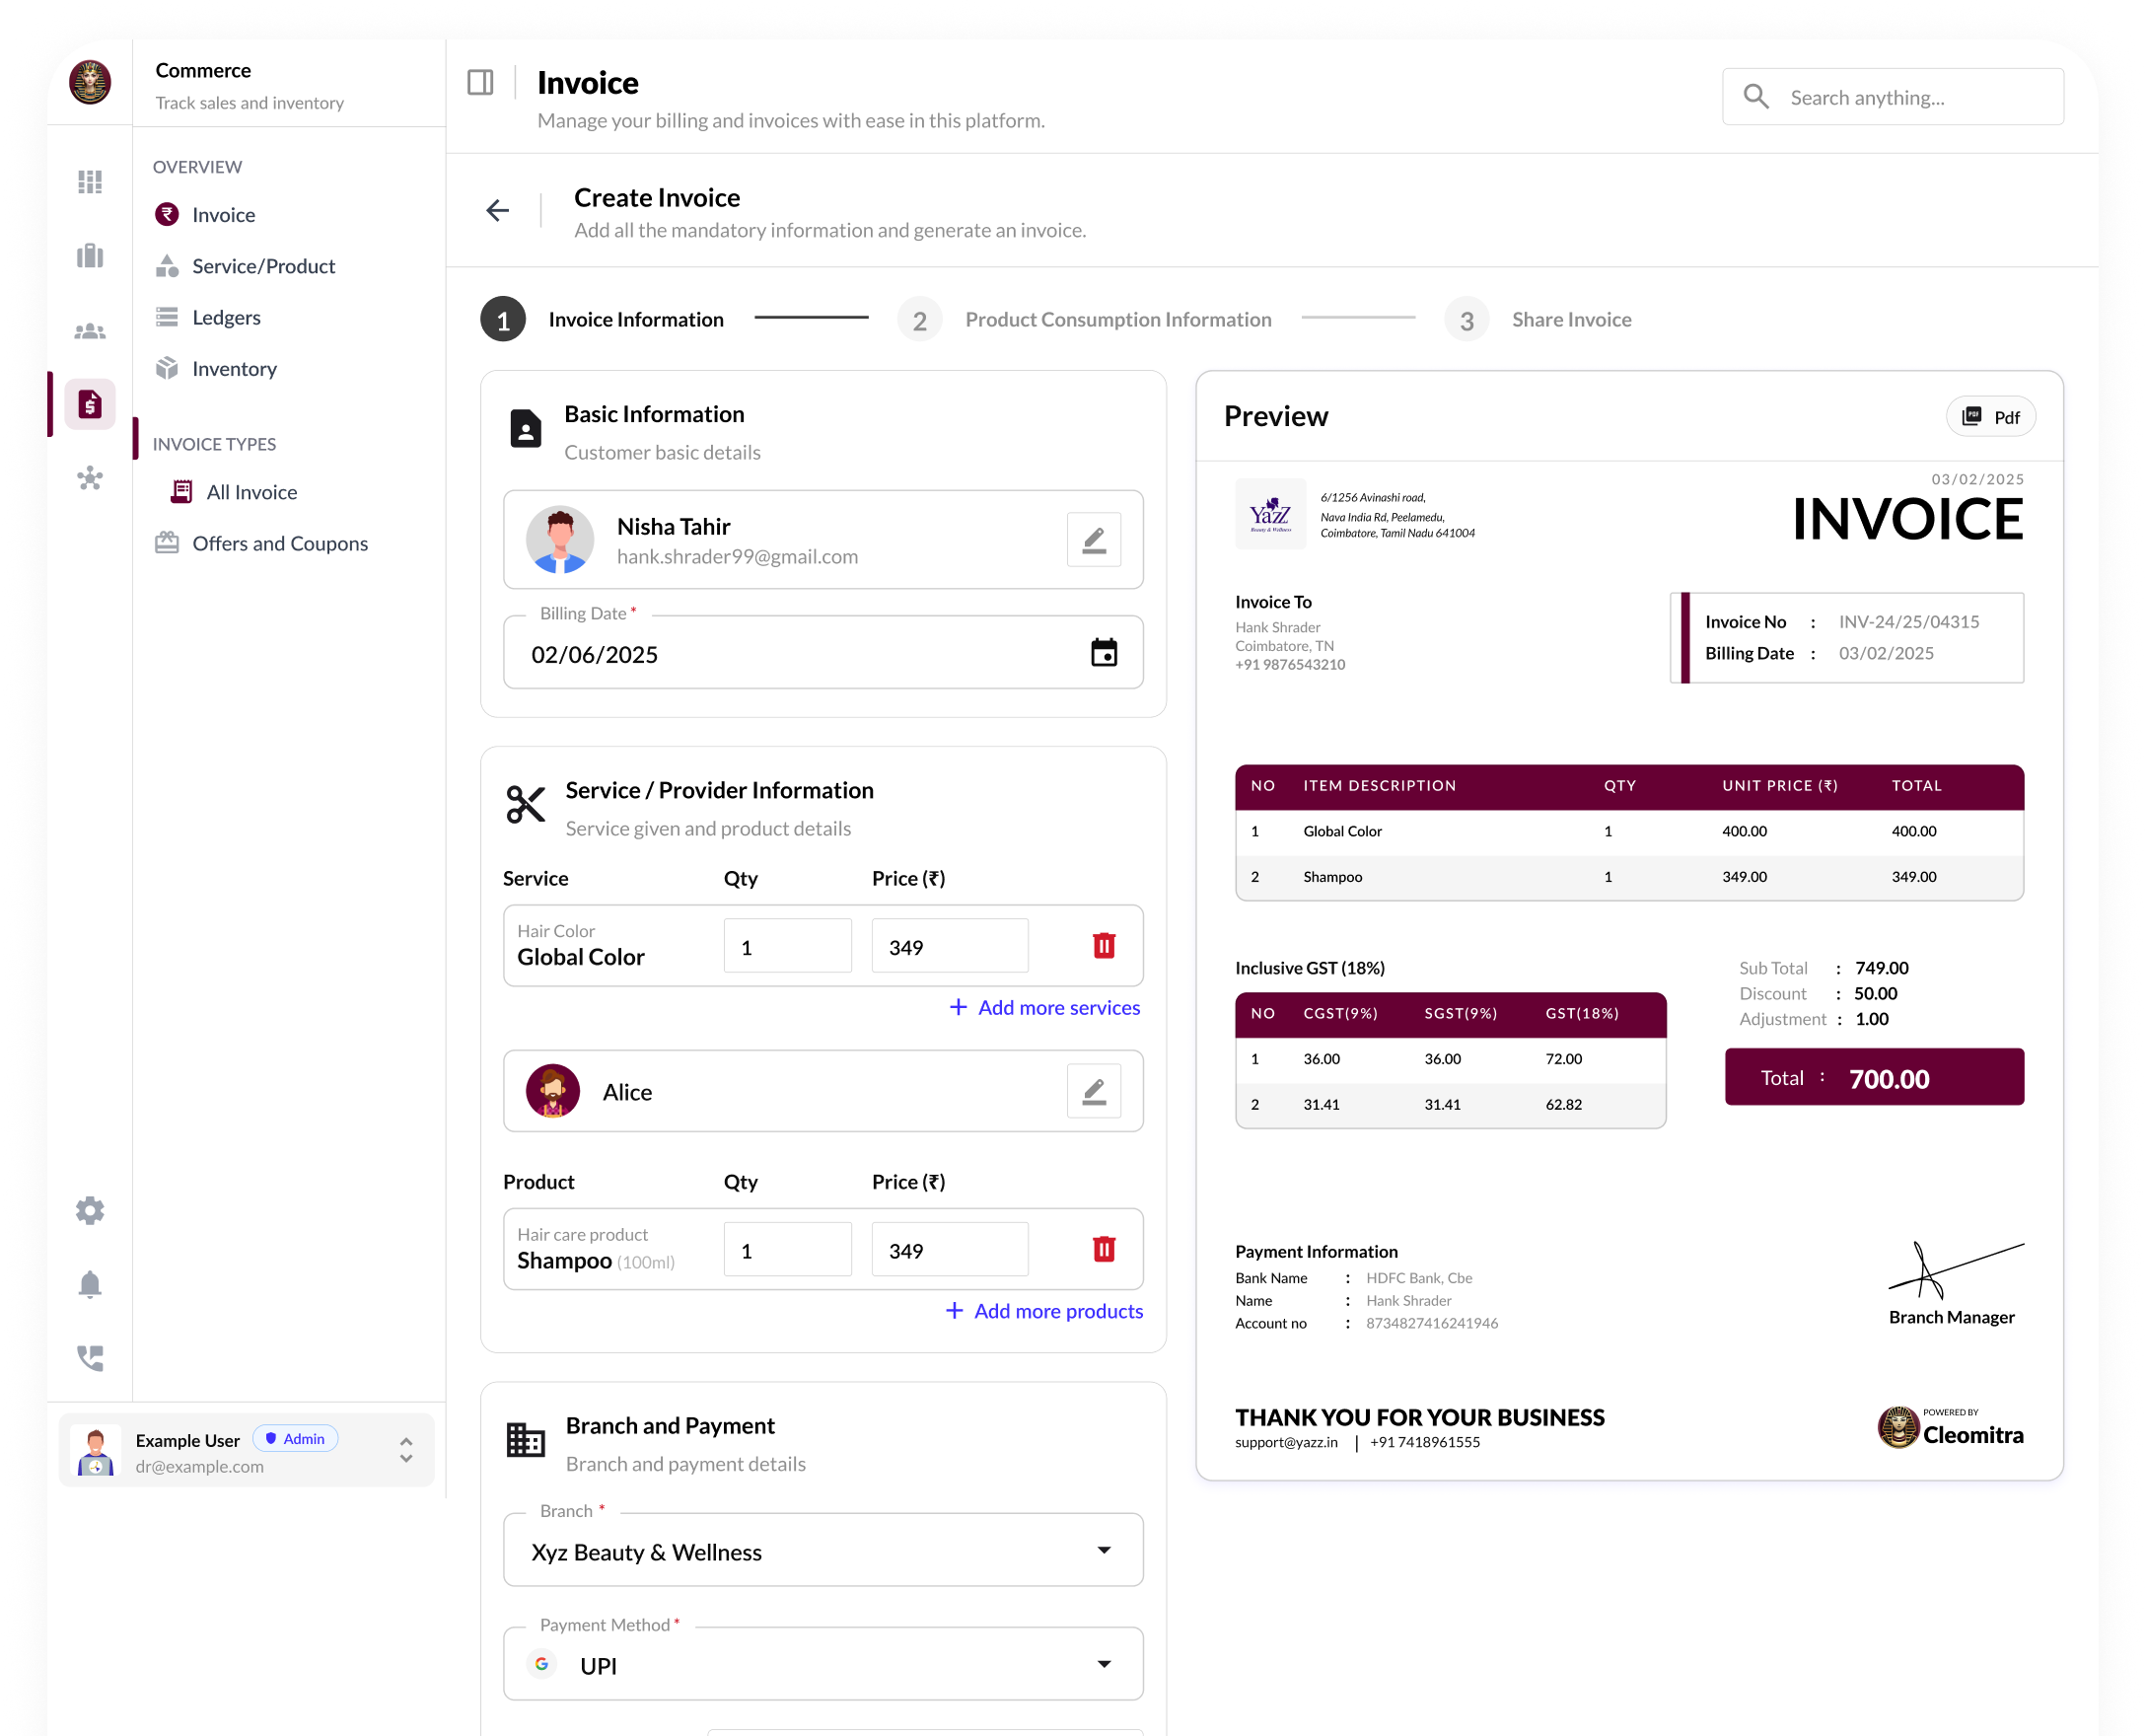 Commerce
Track sales and inventory
OVERVIEW
Invoice
Service/Product
Ledgers
Inventory
INVOICE TYPES
All Invoice
Offers and Coupons
Example User
Admin
dr@example.com
Invoice
Manage your billing and invoices with ease in this platform.
Search anything...
Create Invoice
Add all the mandatory information and generate an invoice.
1 Invoice Information
2 Product Consumption Information
3 Share Invoice
Basic Information
Customer basic details
Nisha Tahir
hank.shrader99@gmail.com
Billing Date *
02/06/2025
Service / Provider Information
Service given and product details
Service Qty Price (₹)
Hair Color
Global Color 1 349
+ Add more services
Alice
Product Qty Price (₹)
Hair care product
Shampoo (100ml) 1 349
+ Add more products
Branch and Payment
Branch and payment details
Branch *
Xyz Beauty & Wellness
Payment Method *
G UPI
Preview
PDF Pdf
YaZZ
Beauty & Wellness
6/1256 Avinashi road,
Nava India Rd, Peelamedu,
Coimbatore, Tamil Nadu 641004
03/02/2025
INVOICE
Invoice To
Hank Shrader
Coimbatore, TN
+91 9876543210
Invoice No : INV-24/25/04315
Billing Date : 03/02/2025
NO ITEM DESCRIPTION QTY UNIT PRICE (₹) TOTAL
1 Global Color 1 400.00 400.00
2 Shampoo 1 349.00 349.00
Inclusive GST (18%)
NO CGST(9%) SGST(9%) GST(18%)
1 36.00 36.00 72.00
2 31.41 31.41 62.82
Sub Total : 749.00
Discount : 50.00
Adjustment : 1.00
Total : 700.00
Payment Information
Bank Name : HDFC Bank, Cbe
Name : Hank Shrader
Account no : 8734827416241946
Branch Manager
THANK YOU FOR YOUR BUSINESS
support@yazz.in | +91 7418961555
POWERED BY
Cleomitra